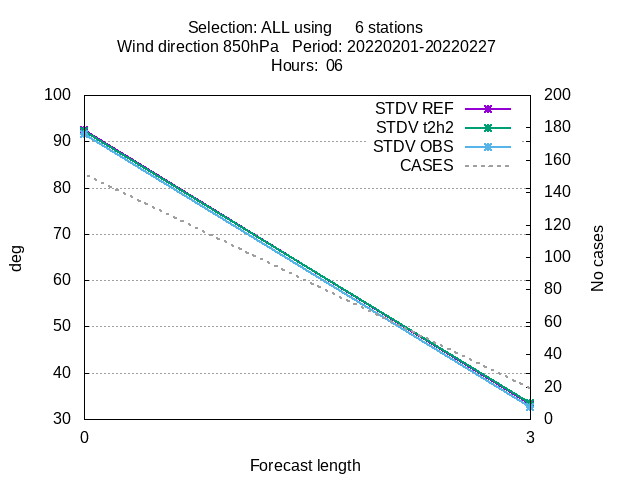 Selection: ALL using     6 stations
Wind direction 850hPa   Period: 20220201-20220227
Hours:  06
STDV REF
STDV t2h2
STDV OBS
CASES
100
90
80
70
60
50
40
30
deg
200
180
160
140
120
100
80
60
40
20
0
No cases
0
3
Forecast length